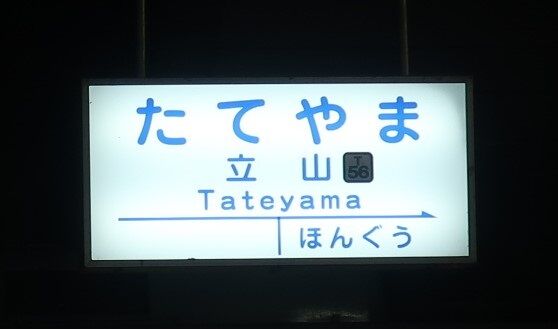 たてやま
立山 T 56
Tateyama
ほんぐう